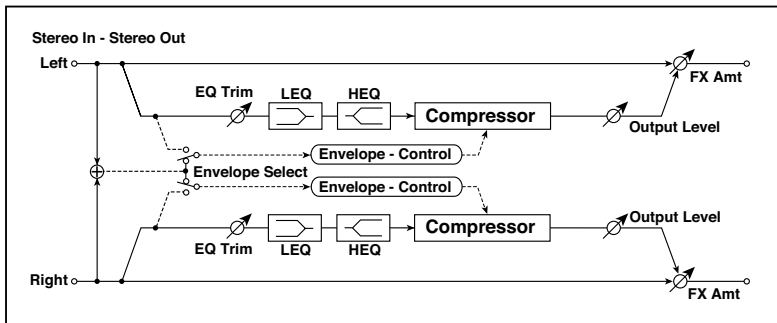 Stereo In - Stereo Out
Left
FX Amt
EQ Trim
LEQ
HEQ
Compressor
Output Level
Envelope - Control
Envelope Select
Envelope - Control
Output Level
EQ Trim
LEQ
HEQ
Compressor
Right
FX Amt